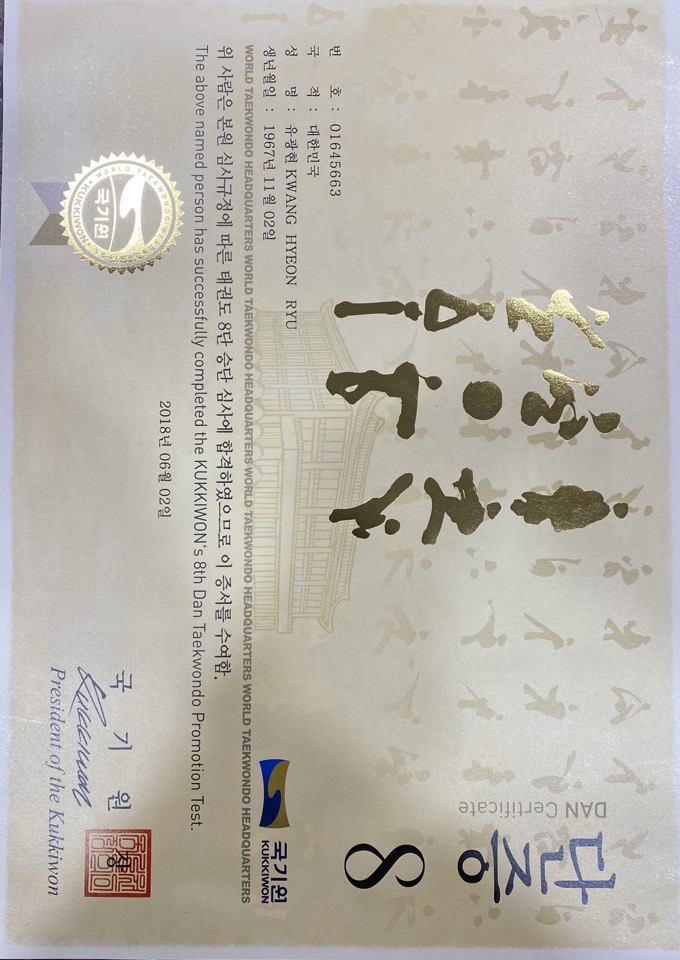 단증
DAN Certificate
8
번 호 : 01645663
국 적 : 대한민국
성 명 : 유광현 KWANG HYEON RYU
생년월일 : 1967년 11월 02일
국기원
KUKKIWON
WORLD TAEKWONDO HEADQUARTERS WORLD TAEKWONDO HEADQUARTERS WORLD TAEKWONDO HEADQUARTERS WORLD TAEKWONDO HEADQUARTERS
위 사람은 본원 심사규정에 따른 태권도 8단 승단 심사에 합격하였으므로 이 증서를 수여함.
The above named person has successfully completed the KUKKIWON's 8th Dan Taekwondo Promotion Test.
2018년 06월 02일
WORLD TAEKWONDO
국기원
KUKKIWON
국 기 원 장
President of the Kukkiwon